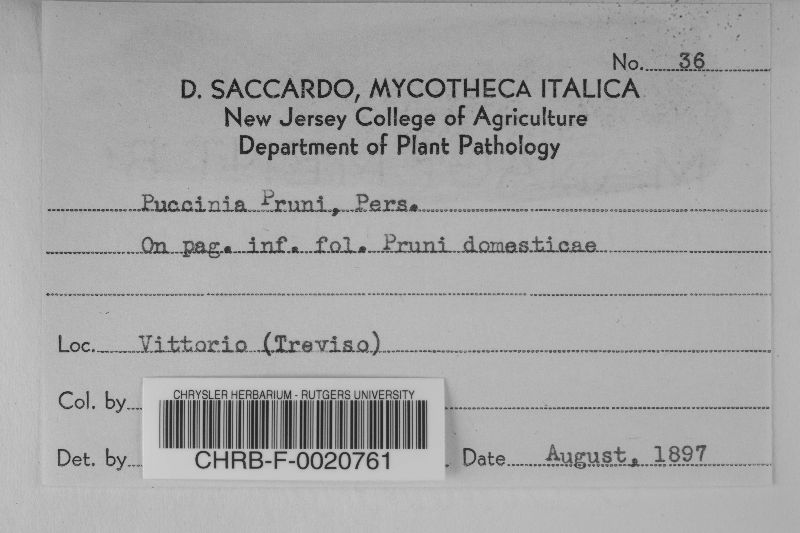 No. 36
D. SACCARDO, MYCOTHECA ITALICA
New Jersey College of Agriculture
Department of Plant Pathology
Puccinia Pruni, Pers.
On pag. inf. fol. Pruni domesticae
Loc. Vittorio (Treviso)
Col. by
CHRYSLER HERBARIUM - RUTGERS UNIVERSITY
CHRB-F-0020761
Det. by
Date August, 1897